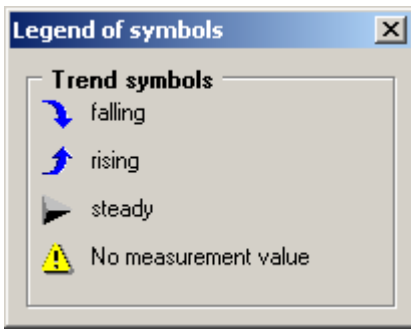 Legend of symbols
Trend symbols
falling
rising
steady
No measurement value